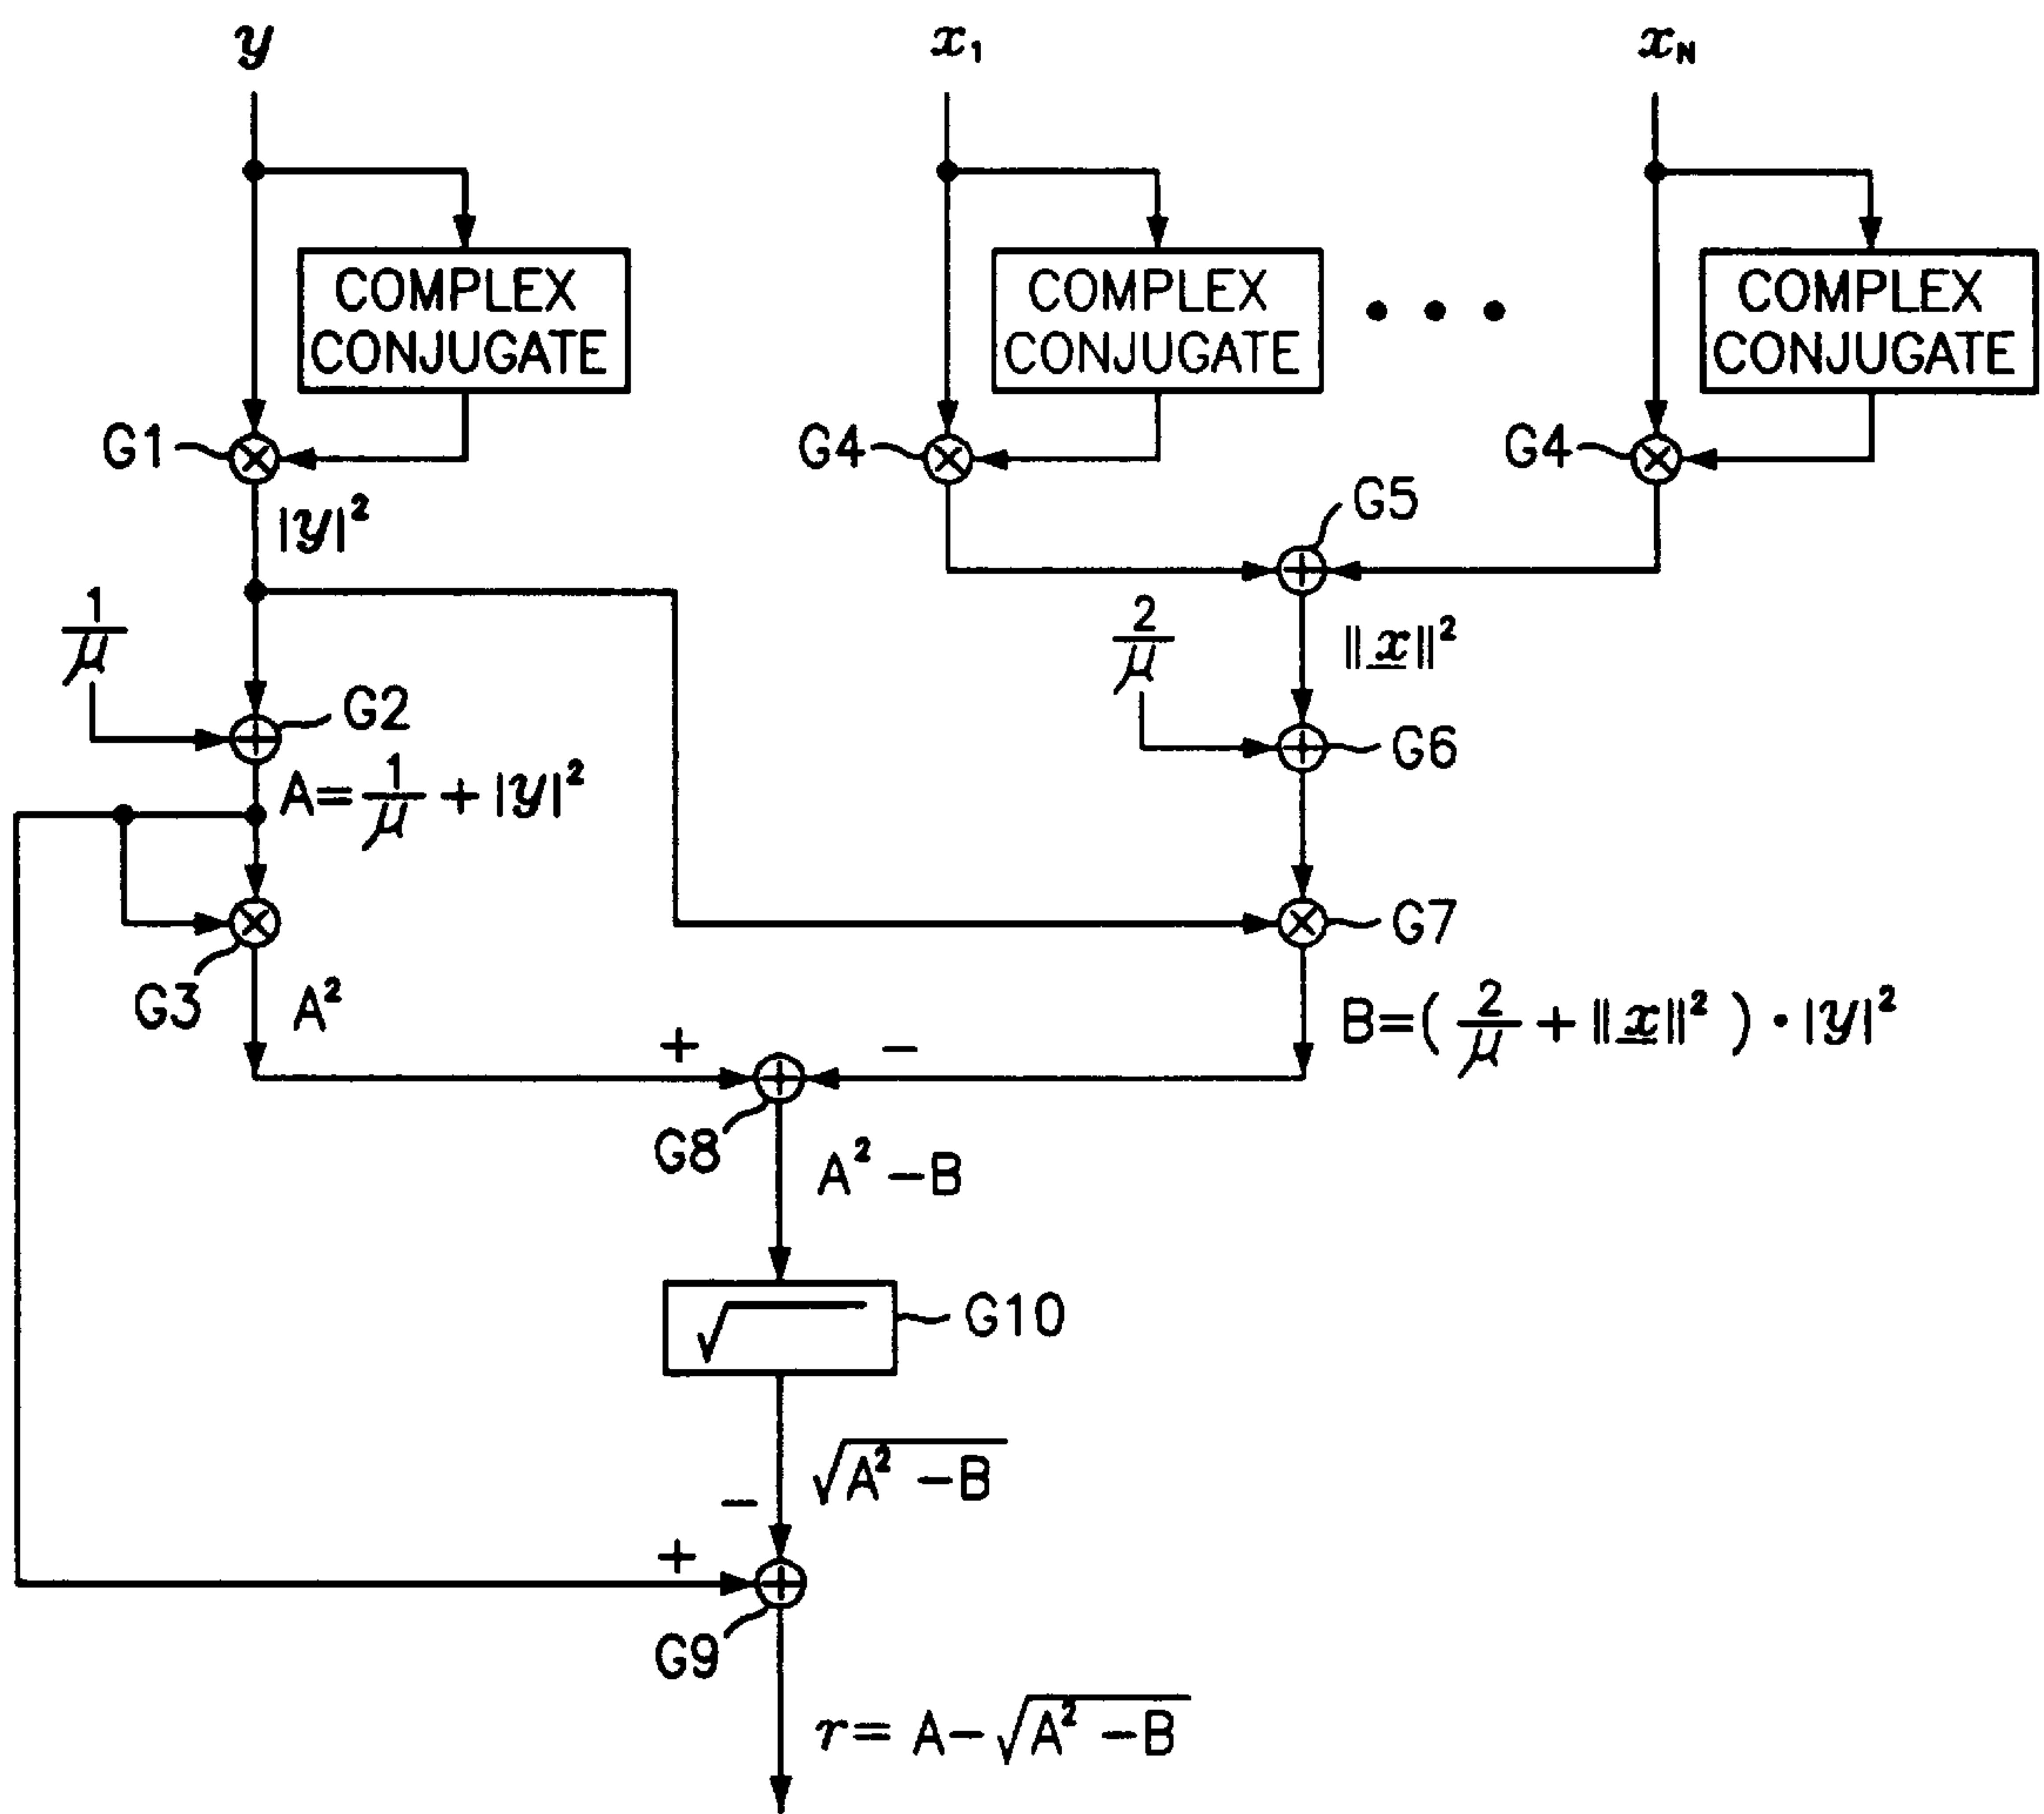 y x₁ x_N
COMPLEX CONJUGATE
COMPLEX CONJUGATE
• • •
COMPLEX CONJUGATE
G1 G4 G4
|y|² G5
1/μ 2/μ ‖x‖²
G2 G6
A=1/μ+|y|²
G7
G3 A² B=(2/μ+‖x‖²)•|y|²
+ −
G8 A²−B
√ G10
√A²−B
−
+
G9
r=A−√A²−B